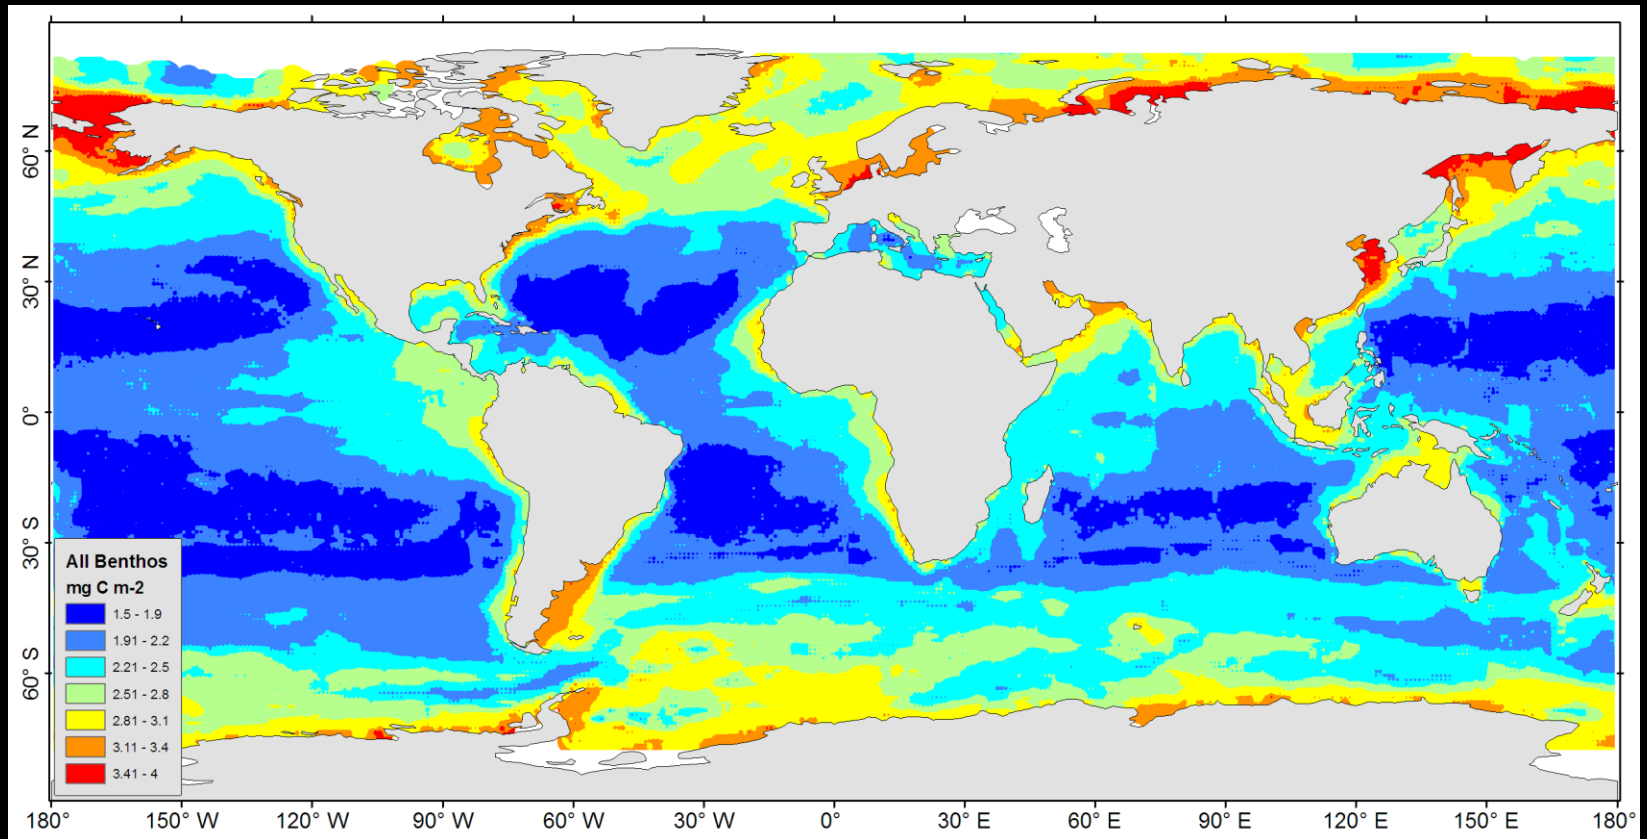 60° N
30° N
0°
30° S
60° S
All Benthos
mg C m-2
1.5 - 1.9
1.91 - 2.2
2.21 - 2.5
2.51 - 2.8
2.81 - 3.1
3.11 - 3.4
3.41 - 4
180° 150° W 120° W 90° W 60° W 30° W 0° 30° E 60° E 90° E 120° E 150° E 180°